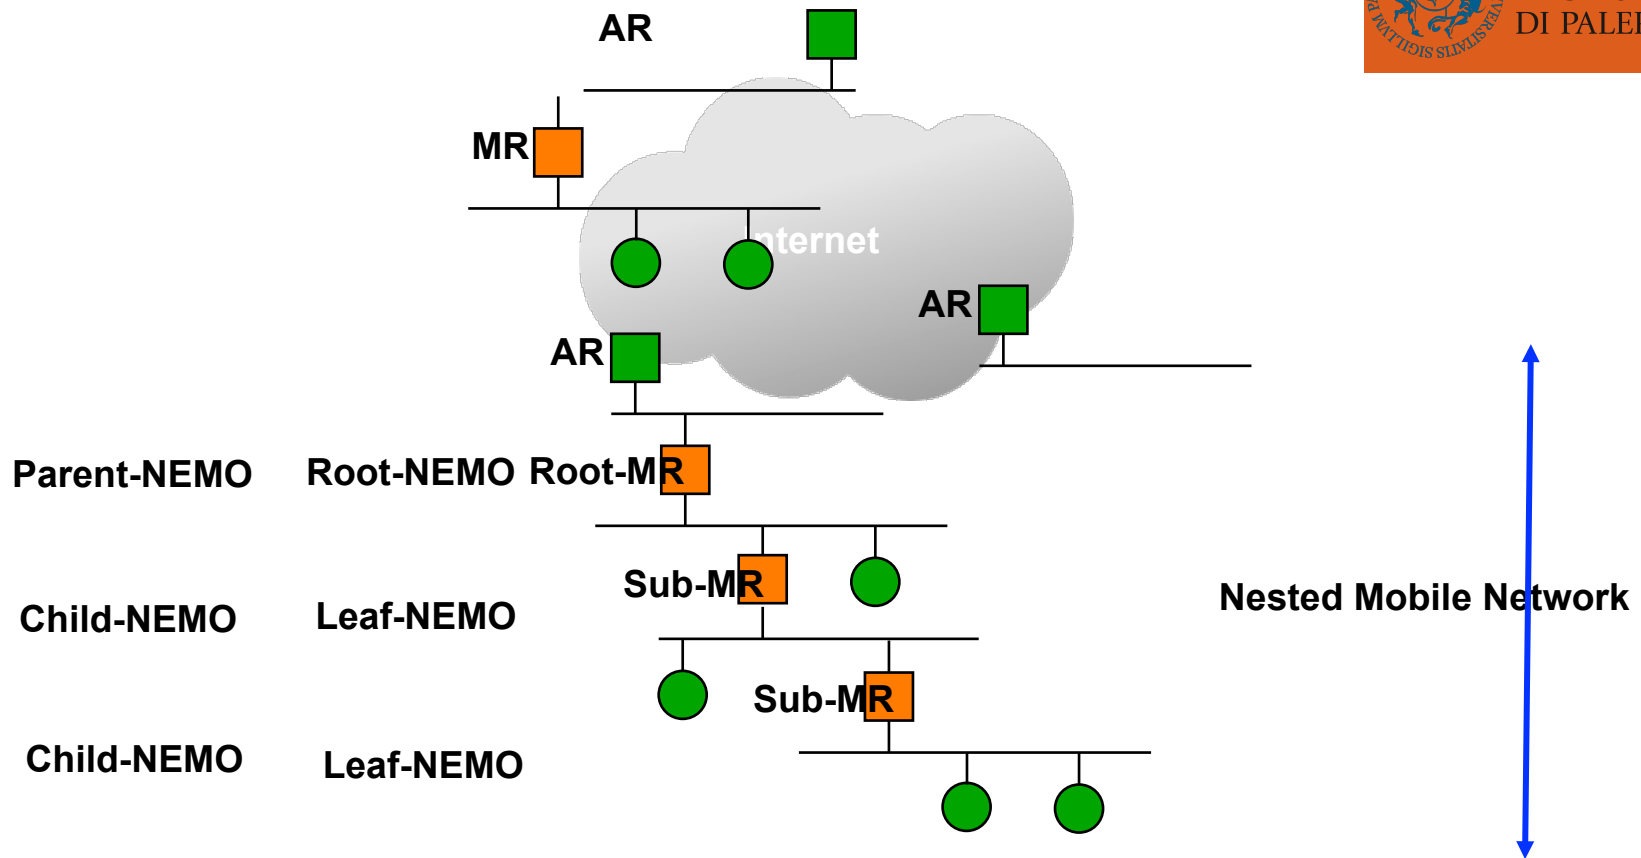 AR
DI PALE
MR
Internet
AR
AR
Parent-NEMO Root-NEMO Root-MR
Sub-MR
Nested Mobile Network
Child-NEMO Leaf-NEMO
Sub-MR
Child-NEMO Leaf-NEMO